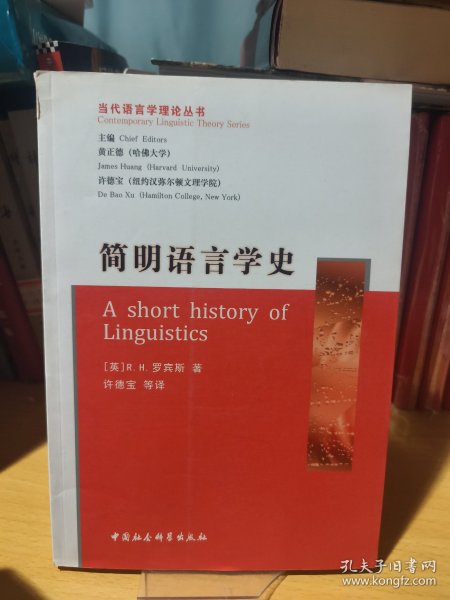 当代语言学理论丛书
Contemporary Linguistic Theory Series
主编 Chief Editors
黄正德（哈佛大学）
James Huang (Harvard University)
许德宝（纽约汉弥尔顿文理学院）
De Bao Xu (Hamilton College, New York)
简明语言学史
A short history of
Linguistics
[英]R. H. 罗宾斯 著
许德宝 等译
中国社会科学出版社
孔夫子旧书网
www.kongfz.com